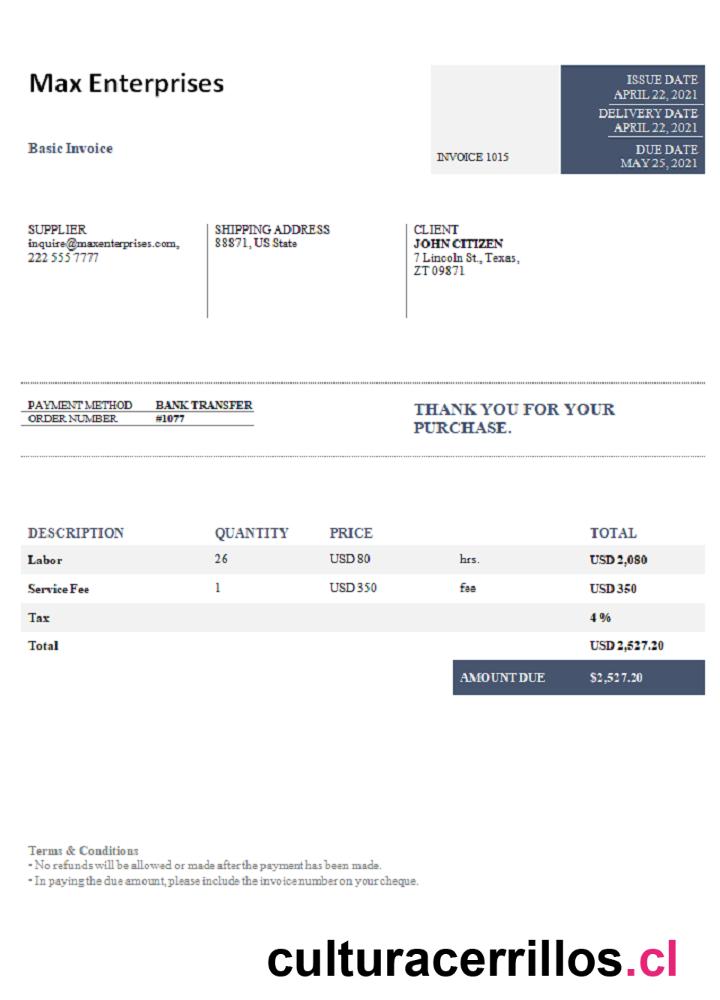 Max Enterprises
Basic Invoice
INVOICE 1015
ISSUE DATE
APRIL 22, 2021
DELIVERY DATE
APRIL 22, 2021
DUE DATE
MAY 25, 2021
SUPPLIER
inquire@maxenterprises.com,
222 555 7777
SHIPPING ADDRESS
88871, US State
CLIENT
JOHN CITIZEN
7 Lincoln St., Texas,
ZT 09871
PAYMENT METHOD BANK TRANSFER
ORDER NUMBER #1077
THANK YOU FOR YOUR
PURCHASE.
DESCRIPTION QUANTITY PRICE TOTAL
Labor 26 USD 80 hrs. USD 2,080
Service Fee 1 USD 350 fee USD 350
Tax 4 %
Total USD 2,527.20
AMOUNT DUE $2,527.20
Terms & Conditions
- No refunds will be allowed or made after the payment has been made.
- In paying the due amount, please include the invoice number on your cheque.
culturacerrillos.cl